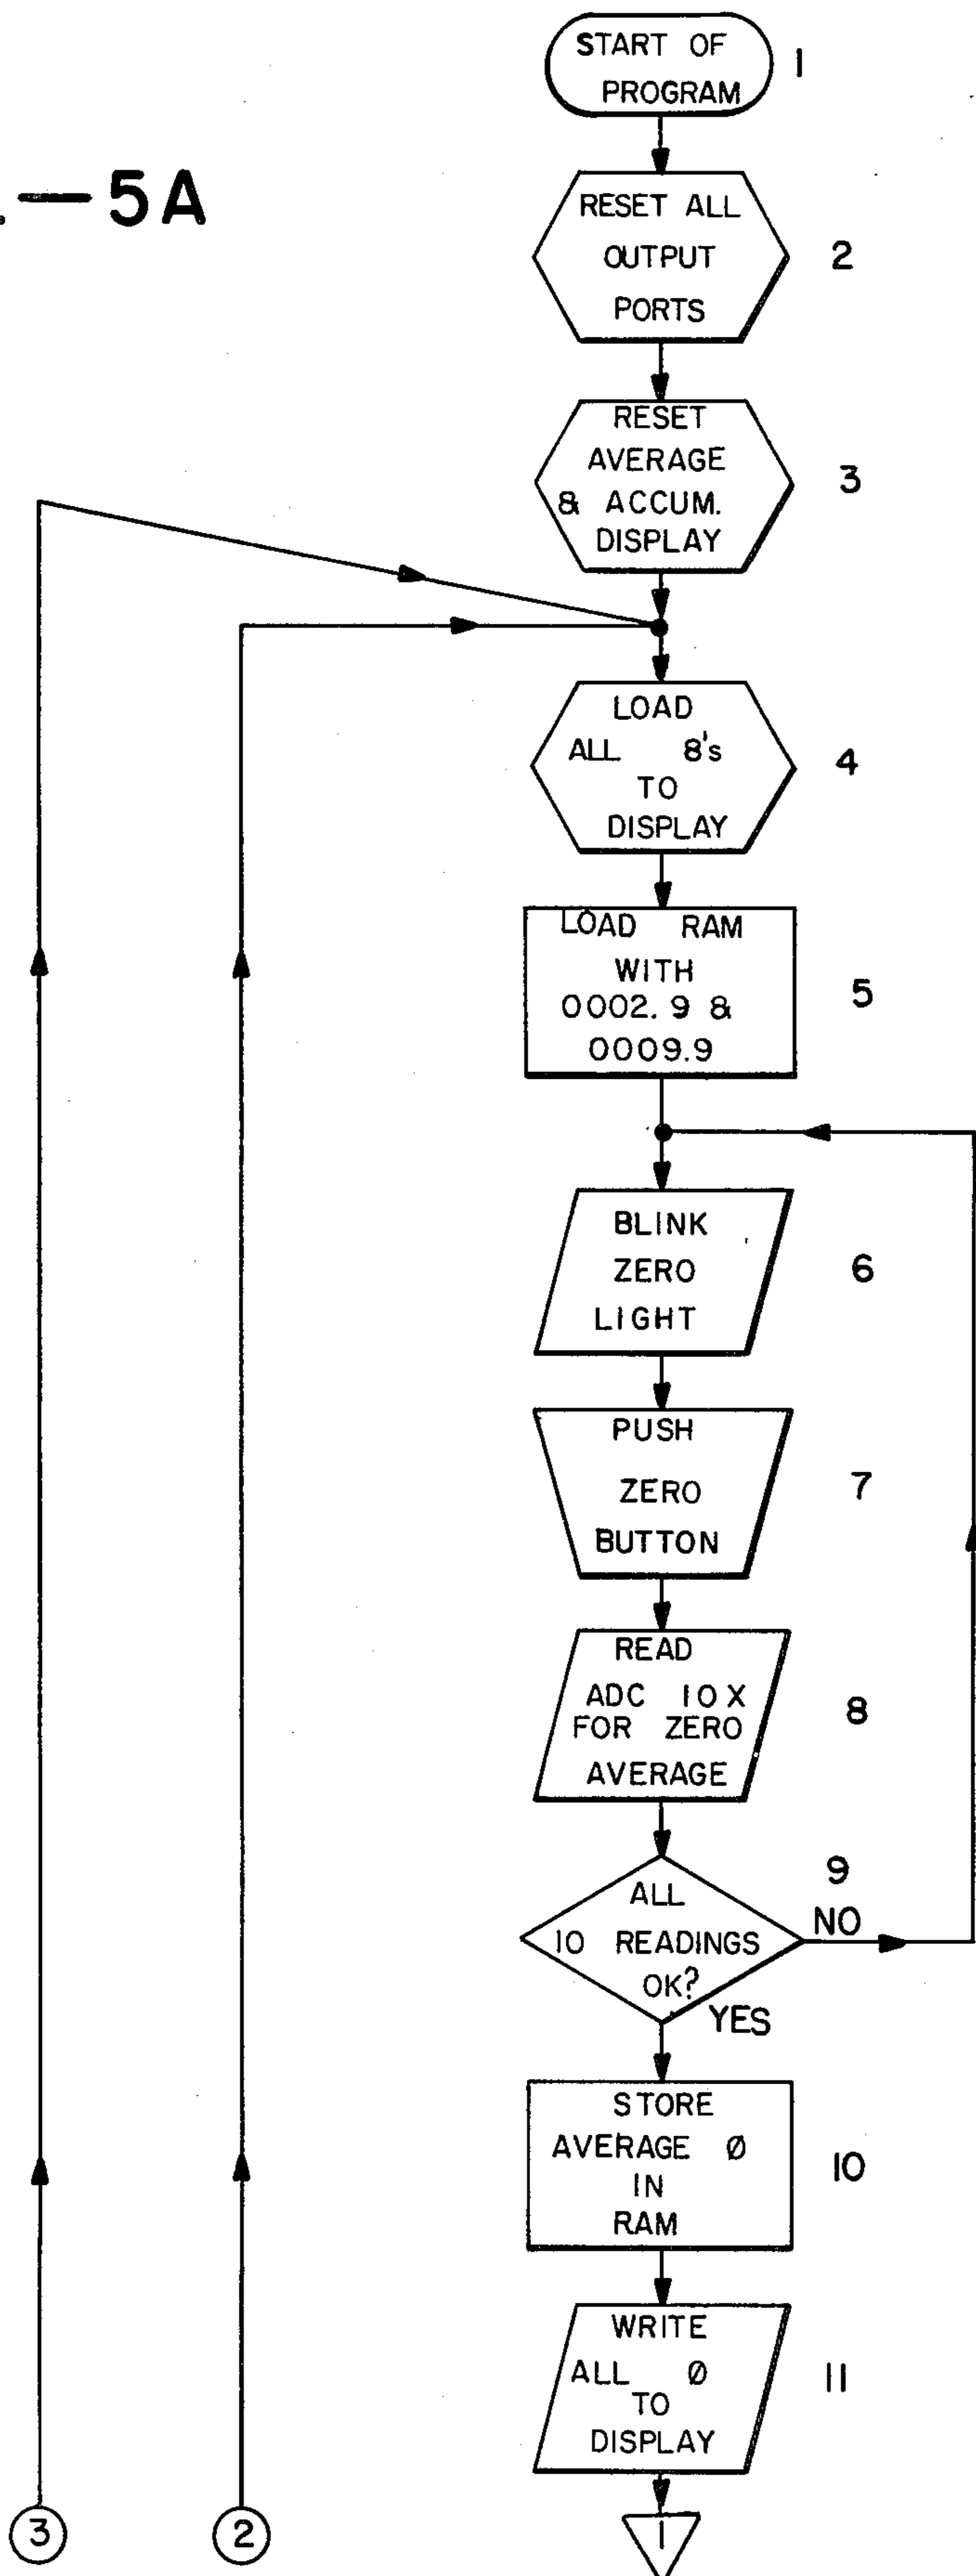 START OF
PROGRAM
1
— 5A
RESET ALL
OUTPUT
PORTS
2
RESET
AVERAGE
& ACCUM.
DISPLAY
3
LOAD
ALL 8's
TO
DISPLAY
4
LOAD RAM
WITH
0002.9 &
0009.9
5
BLINK
ZERO
LIGHT
6
PUSH
ZERO
BUTTON
7
READ
ADC 10X
FOR ZERO
AVERAGE
8
9
ALL
10 READINGS
OK?
NO
YES
STORE
AVERAGE Ø
IN
RAM
10
WRITE
ALL Ø
TO
DISPLAY
11
3
2
1